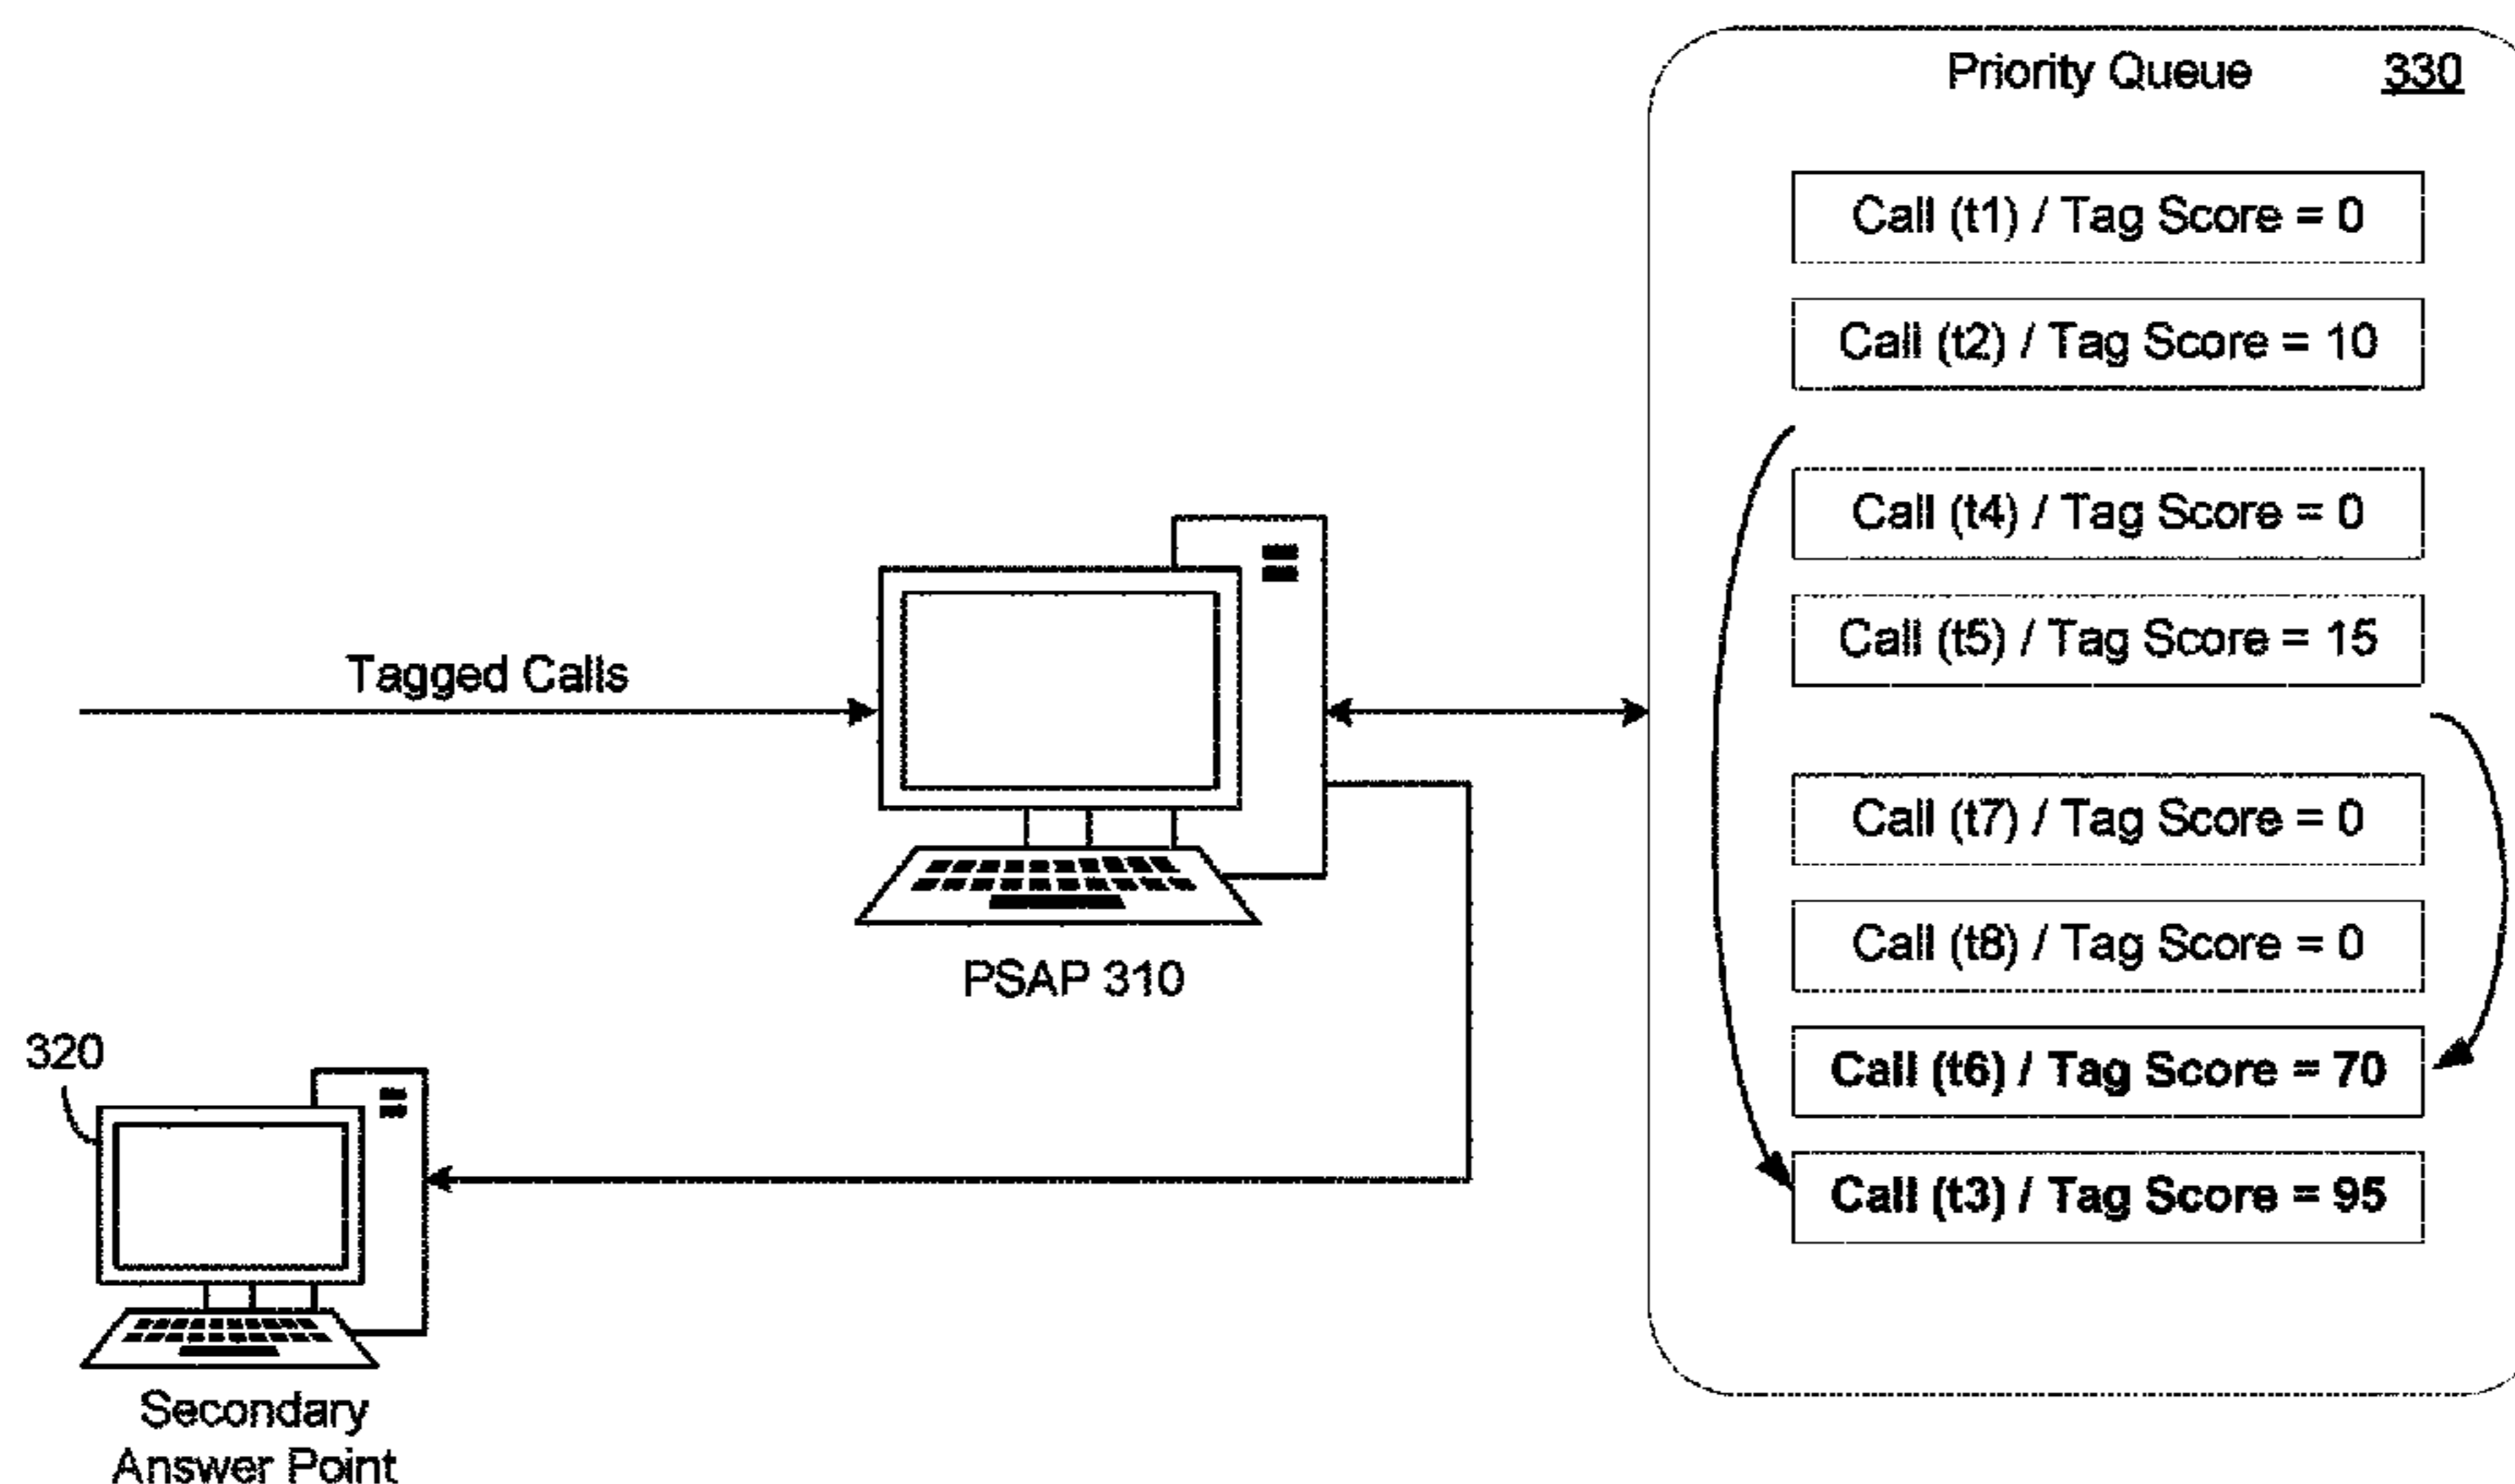 Priority Queue 330
Call (t1) / Tag Score = 0
Call (t2) / Tag Score = 10
Call (t4) / Tag Score = 0
Call (t5) / Tag Score = 15
Tagged Calls
Call (t7) / Tag Score = 0
Call (t8) / Tag Score = 0
PSAP 310
320
Call (t6) / Tag Score = 70
Call (t3) / Tag Score = 95
Secondary
Answer Point